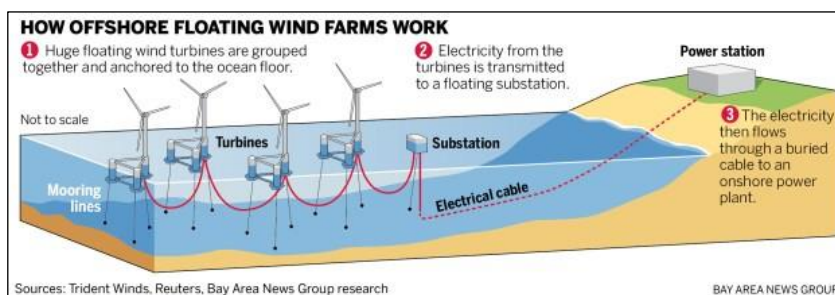 HOW OFFSHORE FLOATING WIND FARMS WORK
1 Huge floating wind turbines are grouped
together and anchored to the ocean floor.
2 Electricity from the
turbines is transmitted
to a floating substation.
Power station
Not to scale
Turbines
Substation
3 The electricity
then flows
through a buried
cable to an
onshore power
plant.
Mooring
lines
Electrical cable
Sources: Trident Winds, Reuters, Bay Area News Group research
BAY AREA NEWS GROUP